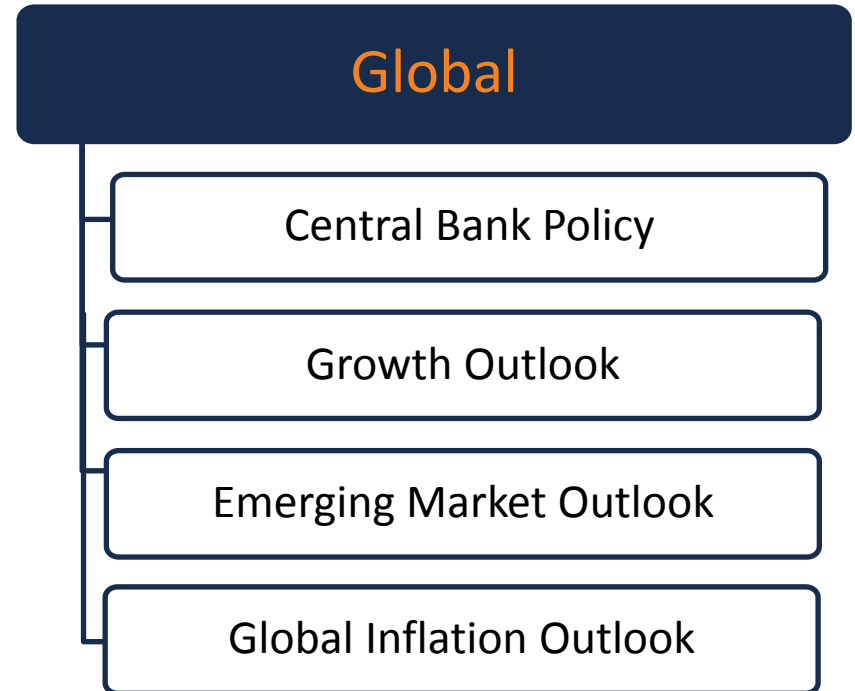 Global
Central Bank Policy
Growth Outlook
Emerging Market Outlook
Global Inflation Outlook